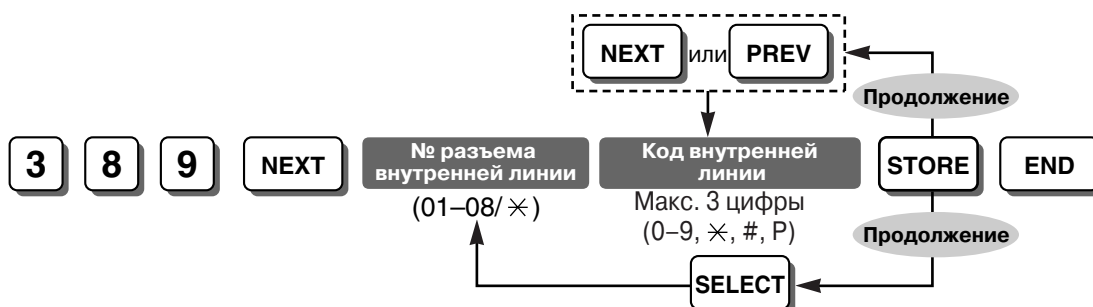 NEXT или PREV
Продолжение
3 8 9 NEXT
№ разъема
внутренней линии
(01–08/✳)
Код внутренней
линии
Макс. 3 цифры
(0–9, ✳, #, P)
STORE
END
Продолжение
SELECT